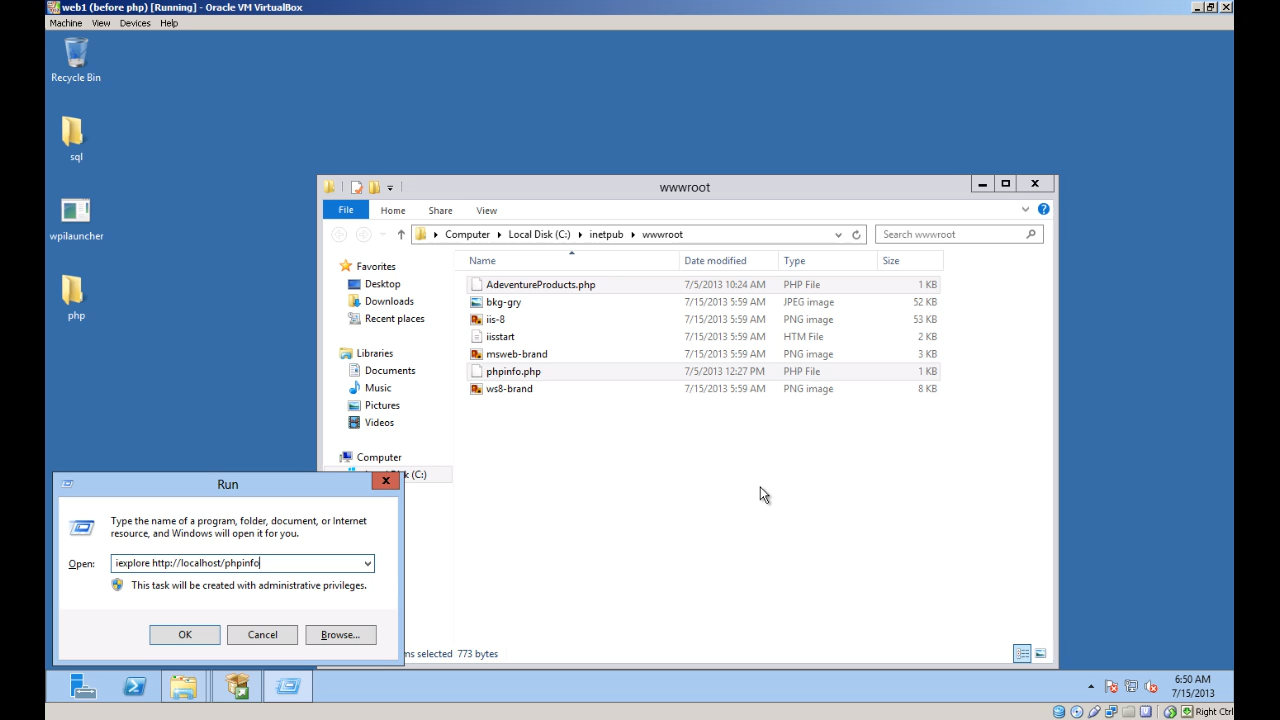 web1 (before php) [Running] - Oracle VM VirtualBox
Machine View Devices Help
Recycle Bin
sql
wpilauncher
php
wwwroot
File Home Share View
Computer Local Disk (C:) inetpub wwwroot
Search wwwroot
Favorites
Desktop
Downloads
Recent places
Libraries
Documents
Music
Pictures
Videos
Computer
k (C:)
Name Date modified Type Size
AdeventureProducts.php 7/5/2013 10:24 AM PHP File 1 KB
bkg-gry 7/15/2013 5:59 AM JPEG image 52 KB
iis-8 7/15/2013 5:59 AM PNG image 53 KB
iisstart 7/15/2013 5:59 AM HTM File 2 KB
msweb-brand 7/15/2013 5:59 AM PNG image 3 KB
phpinfo.php 7/5/2013 12:27 PM PHP File 1 KB
ws8-brand 7/15/2013 5:59 AM PNG image 8 KB
ms selected 773 bytes
Run
Type the name of a program, folder, document, or Internet
resource, and Windows will open it for you.
Open: iexplore http://localhost/phpinfo
This task will be created with administrative privileges.
OK Cancel Browse...
6:50 AM
7/15/2013
Right Ctrl